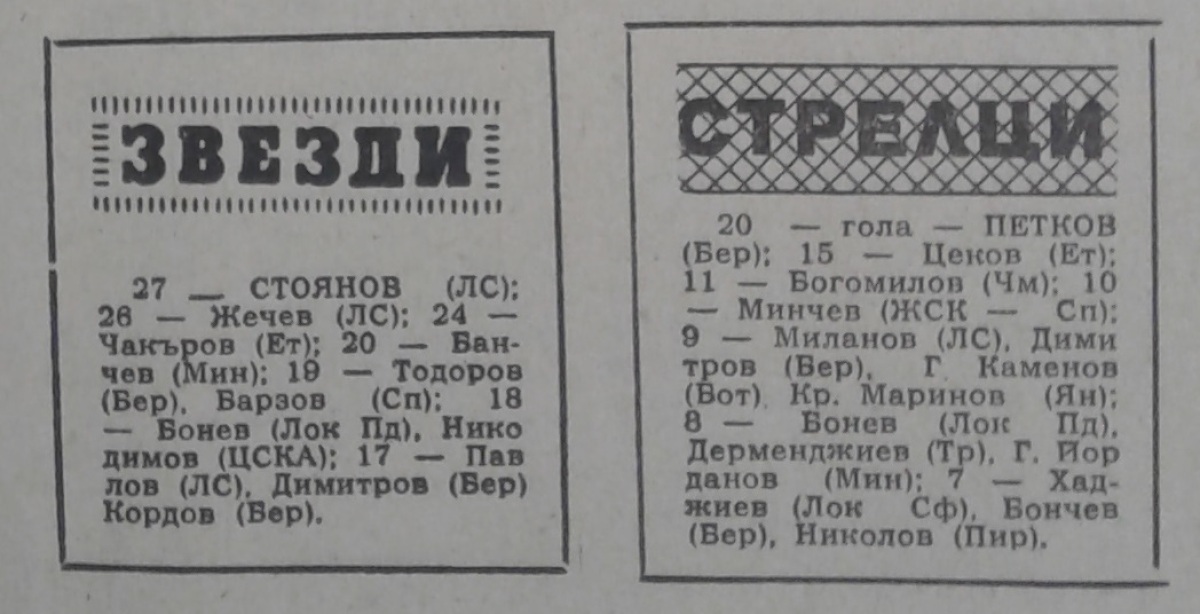 ЗВЕЗДИ
27 — СТОЯНОВ (ЛС);
26 — Жечев (ЛС); 24 —
Чакъров (Ет); 20 — Бан-
чев (Мин); 19 — Тодоров
(Бер), Барзов (Сп); 18
— Бонев (Лок Пд), Нико
димов (ЦСКА); 17 — Пав
лов (ЛС), Димитров (Бер)
Кордов (Бер).
СТРЕЛЦИ
20 — гола — ПЕТКОВ
(Бер); 15 — Цеков (Ет);
11 — Богомилов (Чм); 10
— Минчев (ЖСК — Сп);
9 — Миланов (ЛС), Дими
тров (Бер), Г. Каменов
(Бот), Кр. Маринов (Ян);
8 — Бонев (Лок Пд),
Дерменджиев (Тр), Г. Йор
данов (Мин); 7 — Хад-
жиев (Лок Сф), Бончев
(Бер), Николов (Пир).